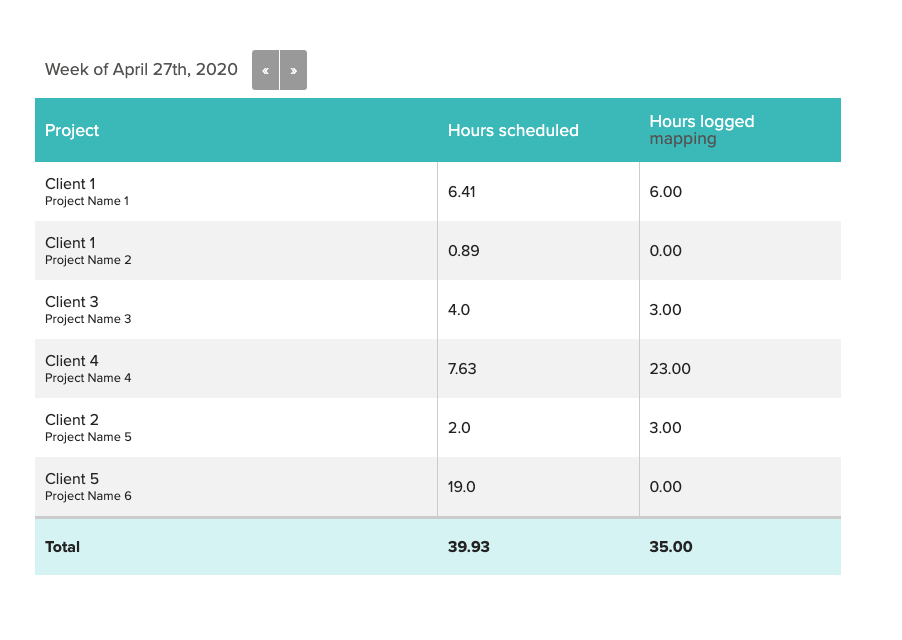 Week of April 27th, 2020 « »
Project Hours scheduled Hours logged
mapping
Client 1 6.41 6.00
Project Name 1
Client 1 0.89 0.00
Project Name 2
Client 3 4.0 3.00
Project Name 3
Client 4 7.63 23.00
Project Name 4
Client 2 2.0 3.00
Project Name 5
Client 5 19.0 0.00
Project Name 6
Total 39.93 35.00